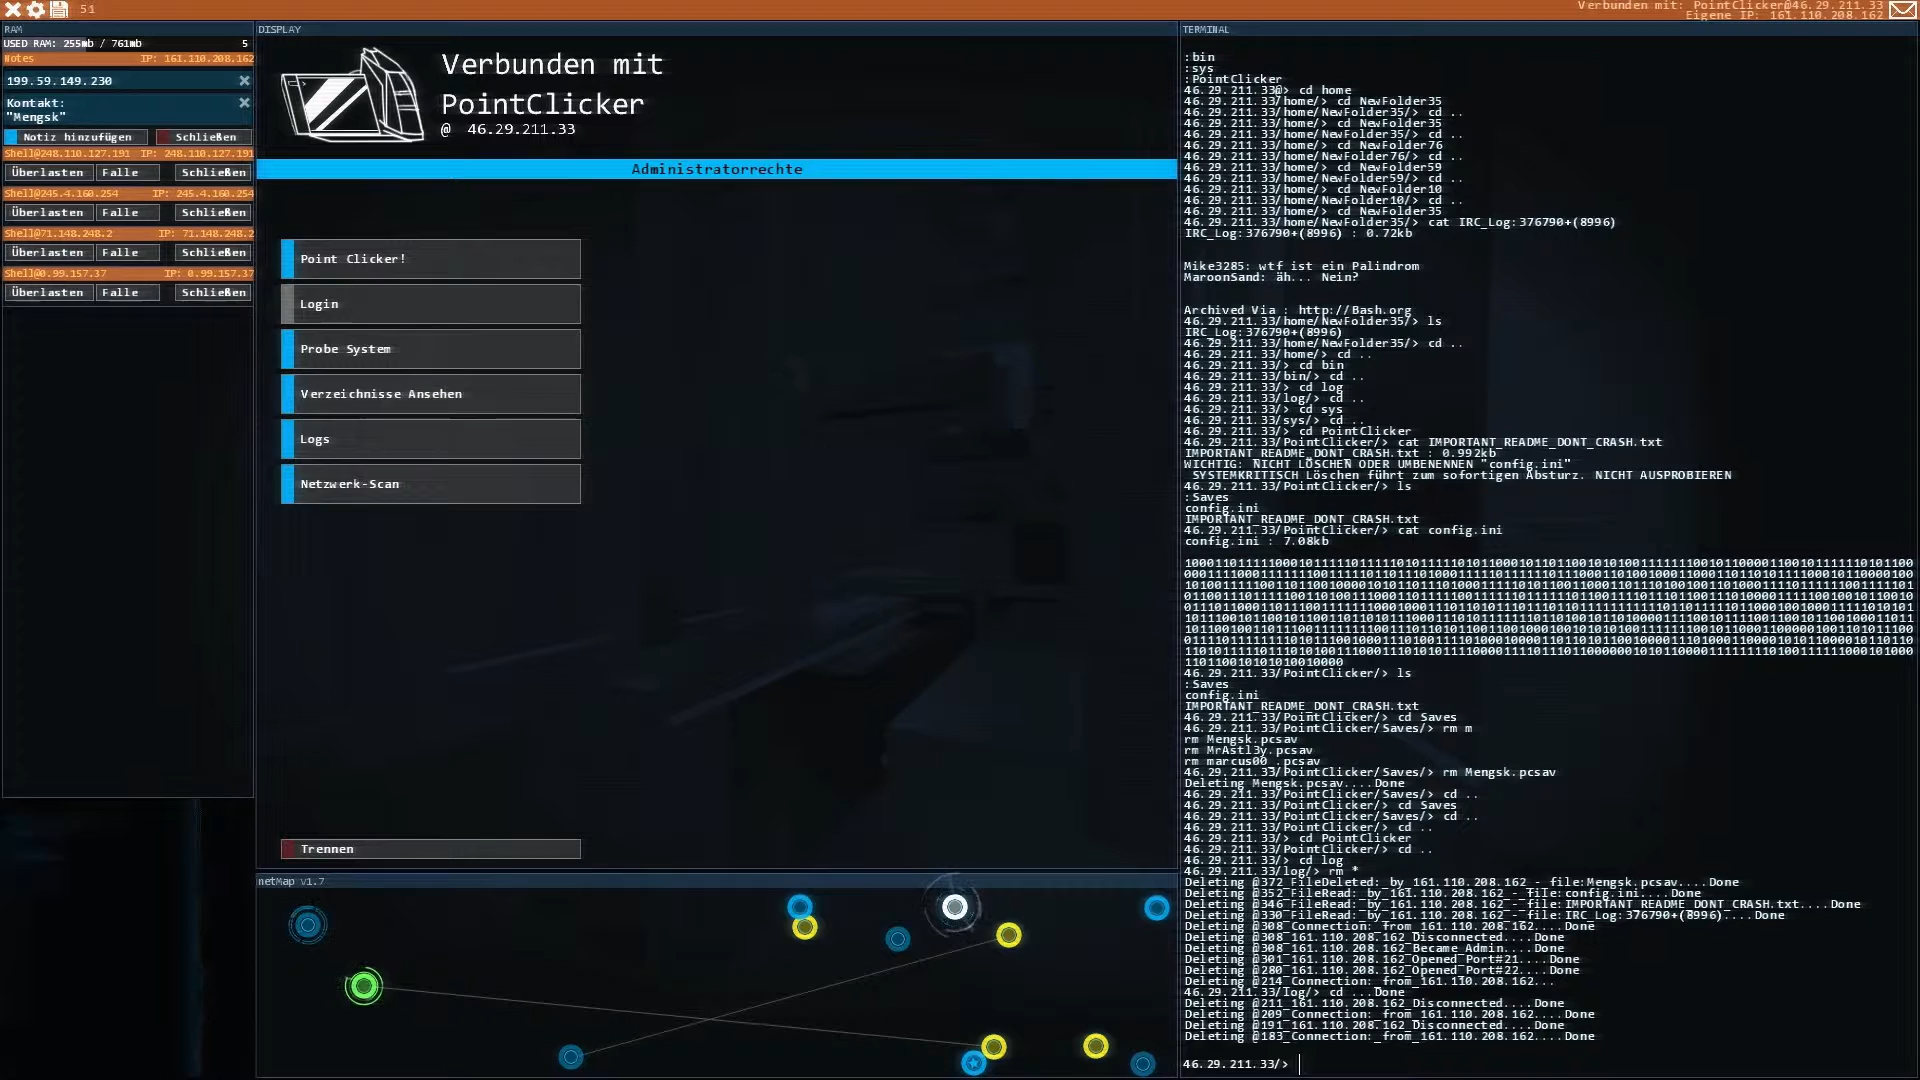 51
Verbunden mit: PointClicker@46.29.211.33
Eigene IP: 161.110.208.162
RAM
USED RAM: 255mb / 761mb 5
Notes IP: 161.110.208.162
199.59.149.230
Kontakt:
"Mengsk"
Notiz hinzufügen Schließen
Shell@248.110.127.191 IP: 248.110.127.191
Überlasten Falle Schließen
Shell@245.4.160.254 IP: 245.4.160.254
Überlasten Falle Schließen
Shell@71.148.248.2 IP: 71.148.248.2
Überlasten Falle Schließen
Shell@0.99.157.37 IP: 0.99.157.37
Überlasten Falle Schließen
DISPLAY
Verbunden mit
PointClicker
@ 46.29.211.33
Administratorrechte
Point Clicker!
Login
Probe System
Verzeichnisse Ansehen
Logs
Netzwerk-Scan
Trennen
netMap v1.7
TERMINAL
:bin
:sys
:PointClicker
46.29.211.33@> cd home
46.29.211.33/home/> cd NewFolder35
46.29.211.33/home/NewFolder35/> cd ..
46.29.211.33/home/> cd NewFolder35
46.29.211.33/home/NewFolder35/> cd ..
46.29.211.33/home/> cd NewFolder76
46.29.211.33/home/NewFolder76/> cd ..
46.29.211.33/home/> cd NewFolder59
46.29.211.33/home/NewFolder59/> cd ..
46.29.211.33/home/> cd NewFolder10
46.29.211.33/home/NewFolder10/> cd ..
46.29.211.33/home/> cd NewFolder35
46.29.211.33/home/NewFolder35/> cat IRC_Log:376790+(8996)
IRC_Log:376790+(8996) : 0.72kb
Mike3285: wtf ist ein Palindrom
MaroonSand: äh... Nein?
Archived Via : http://Bash.org
46.29.211.33/home/NewFolder35/> ls
IRC_Log:376790+(8996)
46.29.211.33/home/NewFolder35/> cd ..
46.29.211.33/home/> cd ..
46.29.211.33/> cd bin
46.29.211.33/bin/> cd ..
46.29.211.33/> cd log
46.29.211.33/log/> cd ..
46.29.211.33/> cd sys
46.29.211.33/sys/> cd ..
46.29.211.33/> cd PointClicker
46.29.211.33/PointClicker/> cat IMPORTANT_README_DONT_CRASH.txt
IMPORTANT_README_DONT_CRASH.txt : 0.992kb
WICHTIG: NICHT LÖSCHEN ODER UMBENENNEN "config.ini"
SYSTEMKRITISCH Löschen führt zum sofortigen Absturz. NICHT AUSPROBIEREN
46.29.211.33/PointClicker/> ls
:Saves
config.ini
IMPORTANT_README_DONT_CRASH.txt
46.29.211.33/PointClicker/> cat config.ini
config.ini : 7.08kb
46.29.211.33/PointClicker/> ls
:Saves
config.ini
IMPORTANT_README_DONT_CRASH.txt
46.29.211.33/PointClicker/> cd Saves
46.29.211.33/PointClicker/Saves/> rm m
rm Mengsk.pcsav
rm MrAstl3y.pcsav
rm marcus00_.pcsav
46.29.211.33/PointClicker/Saves/> rm Mengsk.pcsav
Deleting Mengsk.pcsav....Done
46.29.211.33/PointClicker/Saves/> cd ..
46.29.211.33/PointClicker/> cd Saves
46.29.211.33/PointClicker/Saves/> cd ..
46.29.211.33/PointClicker/> cd ..
46.29.211.33/> cd PointClicker
46.29.211.33/PointClicker/> cd ..
46.29.211.33/> cd log
46.29.211.33/log/> rm *
Deleting @372_FileDeleted:_by_161.110.208.162_-_file:Mengsk.pcsav....Done
Deleting @352_FileRead:_by_161.110.208.162_-_file:config.ini....Done
Deleting @346_FileRead:_by_161.110.208.162_-_file:IMPORTANT_README_DONT_CRASH.txt....Done
Deleting @330_FileRead:_by_161.110.208.162_-_file:IRC_Log:376790+(8996)....Done
Deleting @308_Connection:_from_161.110.208.162....Done
Deleting @308_161.110.208.162_Disconnected....Done
Deleting @308_161.110.208.162_Became_Admin....Done
Deleting @301_161.110.208.162_Opened_Port#21....Done
Deleting @280_161.110.208.162_Opened_Port#22....Done
Deleting @214_Connection:_from_161.110.208.162...
46.29.211.33/log/> cd ...Done
Deleting @211_161.110.208.162_Disconnected....Done
Deleting @209_Connection:_from_161.110.208.162....Done
Deleting @191_161.110.208.162_Disconnected....Done
Deleting @183_Connection:_from_161.110.208.162....Done
46.29.211.33/>